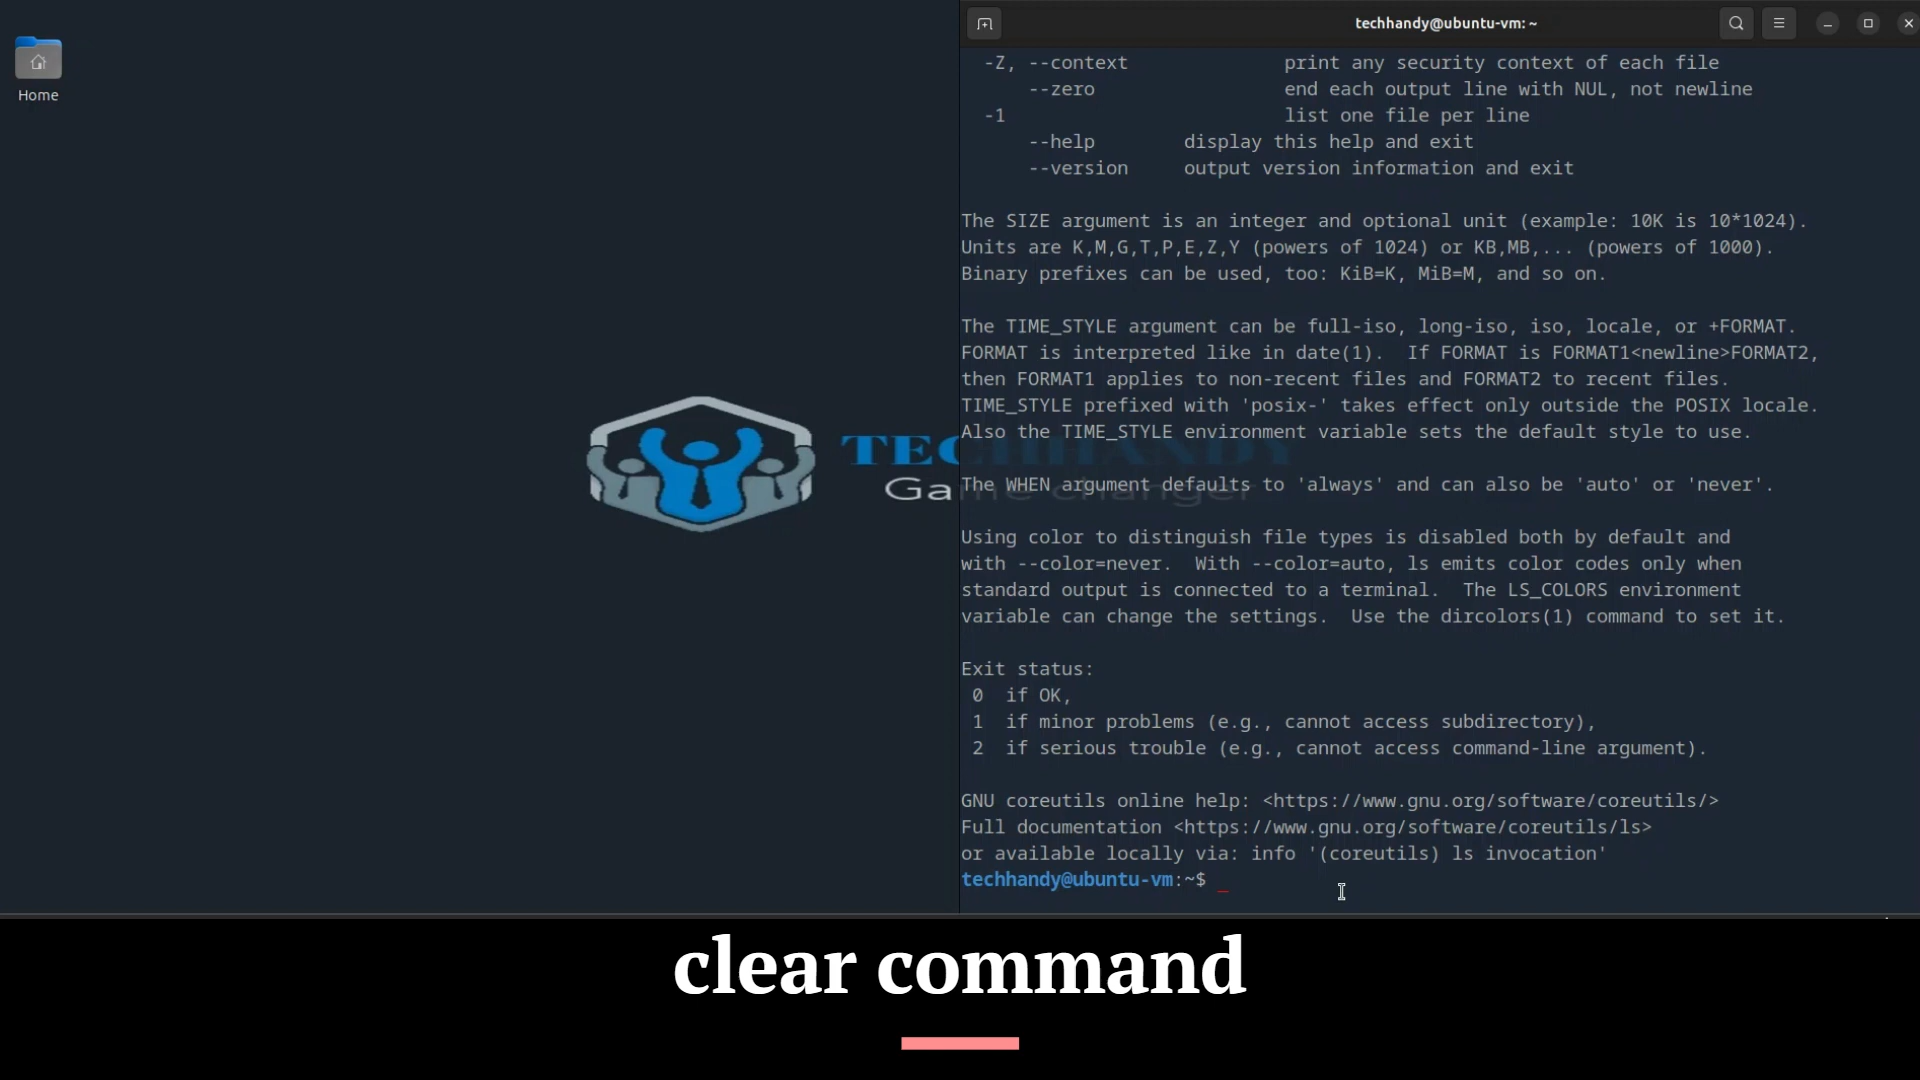 Home
TECHHANDY
Game changer
techhandy@ubuntu-vm: ~
-Z, --context              print any security context of each file
--zero                 end each output line with NUL, not newline
-1                         list one file per line
--help        display this help and exit
--version     output version information and exit
The SIZE argument is an integer and optional unit (example: 10K is 10*1024).
Units are K,M,G,T,P,E,Z,Y (powers of 1024) or KB,MB,... (powers of 1000).
Binary prefixes can be used, too: KiB=K, MiB=M, and so on.
The TIME_STYLE argument can be full-iso, long-iso, iso, locale, or +FORMAT.
FORMAT is interpreted like in date(1).  If FORMAT is FORMAT1<newline>FORMAT2,
then FORMAT1 applies to non-recent files and FORMAT2 to recent files.
TIME_STYLE prefixed with 'posix-' takes effect only outside the POSIX locale.
Also the TIME_STYLE environment variable sets the default style to use.
The WHEN argument defaults to 'always' and can also be 'auto' or 'never'.
Using color to distinguish file types is disabled both by default and
with --color=never.  With --color=auto, ls emits color codes only when
standard output is connected to a terminal.  The LS_COLORS environment
variable can change the settings.  Use the dircolors(1) command to set it.
Exit status:
0  if OK,
1  if minor problems (e.g., cannot access subdirectory),
2  if serious trouble (e.g., cannot access command-line argument).
GNU coreutils online help: <https://www.gnu.org/software/coreutils/>
Full documentation <https://www.gnu.org/software/coreutils/ls>
or available locally via: info '(coreutils) ls invocation'
techhandy@ubuntu-vm:~$ _
clear command